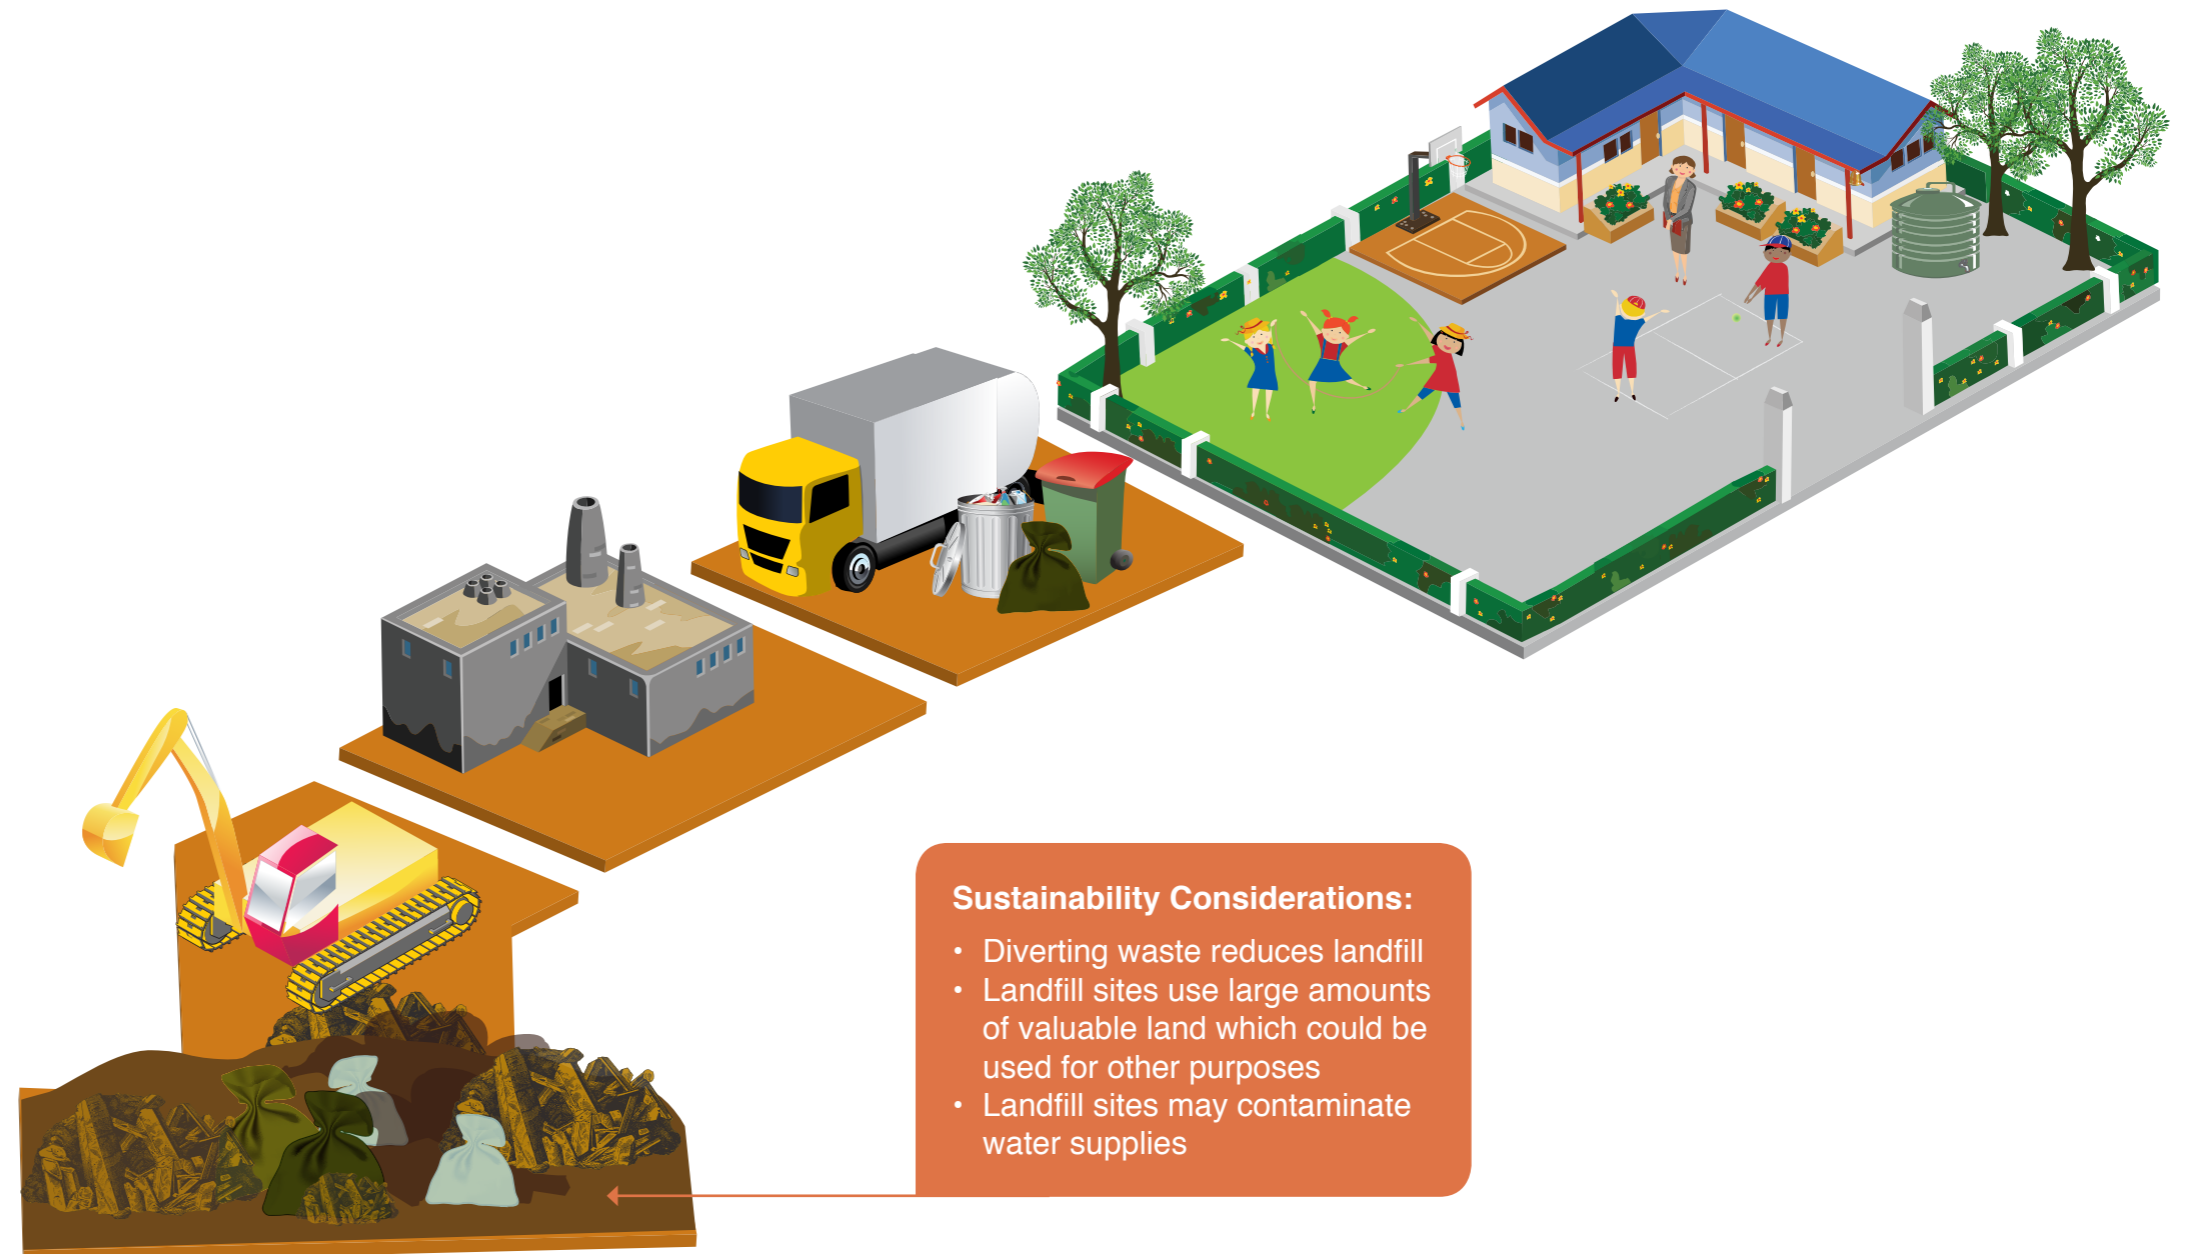 Sustainability Considerations:
• Diverting waste reduces landfill
• Landfill sites use large amounts
of valuable land which could be
used for other purposes
• Landfill sites may contaminate
water supplies